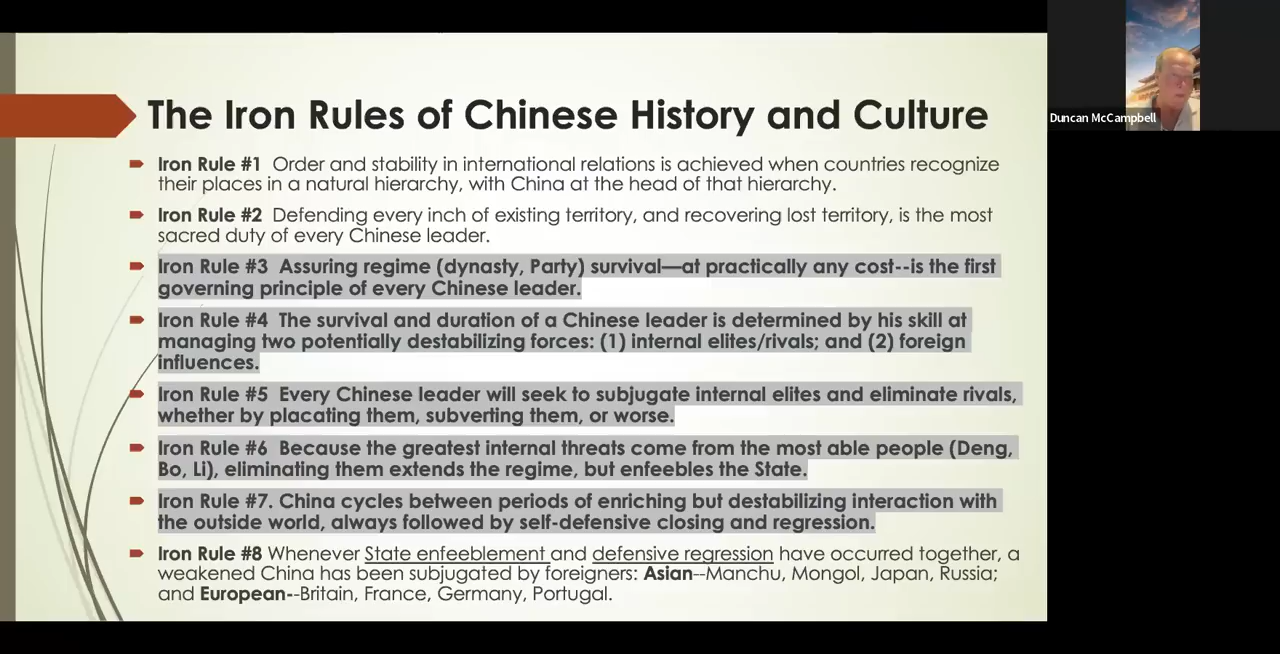 The Iron Rules of Chinese History and Culture
Iron Rule #1 Order and stability in international relations is achieved when countries recognize
their places in a natural hierarchy, with China at the head of that hierarchy.
Iron Rule #2 Defending every inch of existing territory, and recovering lost territory, is the most
sacred duty of every Chinese leader.
Iron Rule #3 Assuring regime (dynasty, Party) survival—at practically any cost--is the first
governing principle of every Chinese leader.
Iron Rule #4 The survival and duration of a Chinese leader is determined by his skill at
managing two potentially destabilizing forces: (1) internal elites/rivals; and (2) foreign
influences.
Iron Rule #5 Every Chinese leader will seek to subjugate internal elites and eliminate rivals,
whether by placating them, subverting them, or worse.
Iron Rule #6 Because the greatest internal threats come from the most able people (Deng,
Bo, Li), eliminating them extends the regime, but enfeebles the State.
Iron Rule #7. China cycles between periods of enriching but destabilizing interaction with
the outside world, always followed by self-defensive closing and regression.
Iron Rule #8 Whenever State enfeeblement and defensive regression have occurred together, a
weakened China has been subjugated by foreigners: Asian--Manchu, Mongol, Japan, Russia;
and European--Britain, France, Germany, Portugal.
Duncan McCampbell